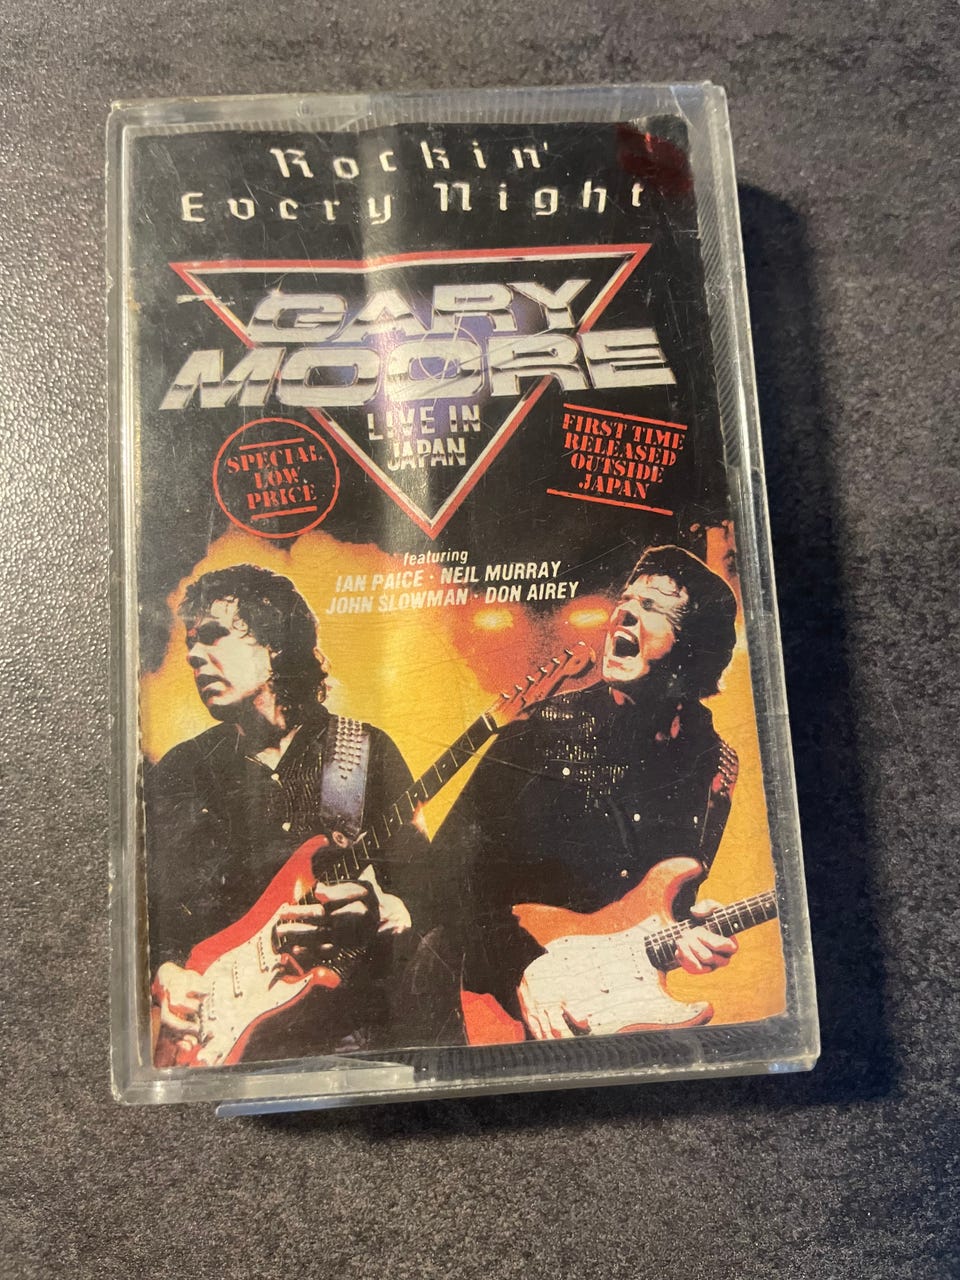 Rockin'
Every Night
GARY
MOORE
LIVE IN
JAPAN
SPECIAL
LOW
PRICE
FIRST TIME
RELEASED
OUTSIDE
JAPAN
featuring
IAN PAICE · NEIL MURRAY
JOHN SLOWMAN · DON AIREY